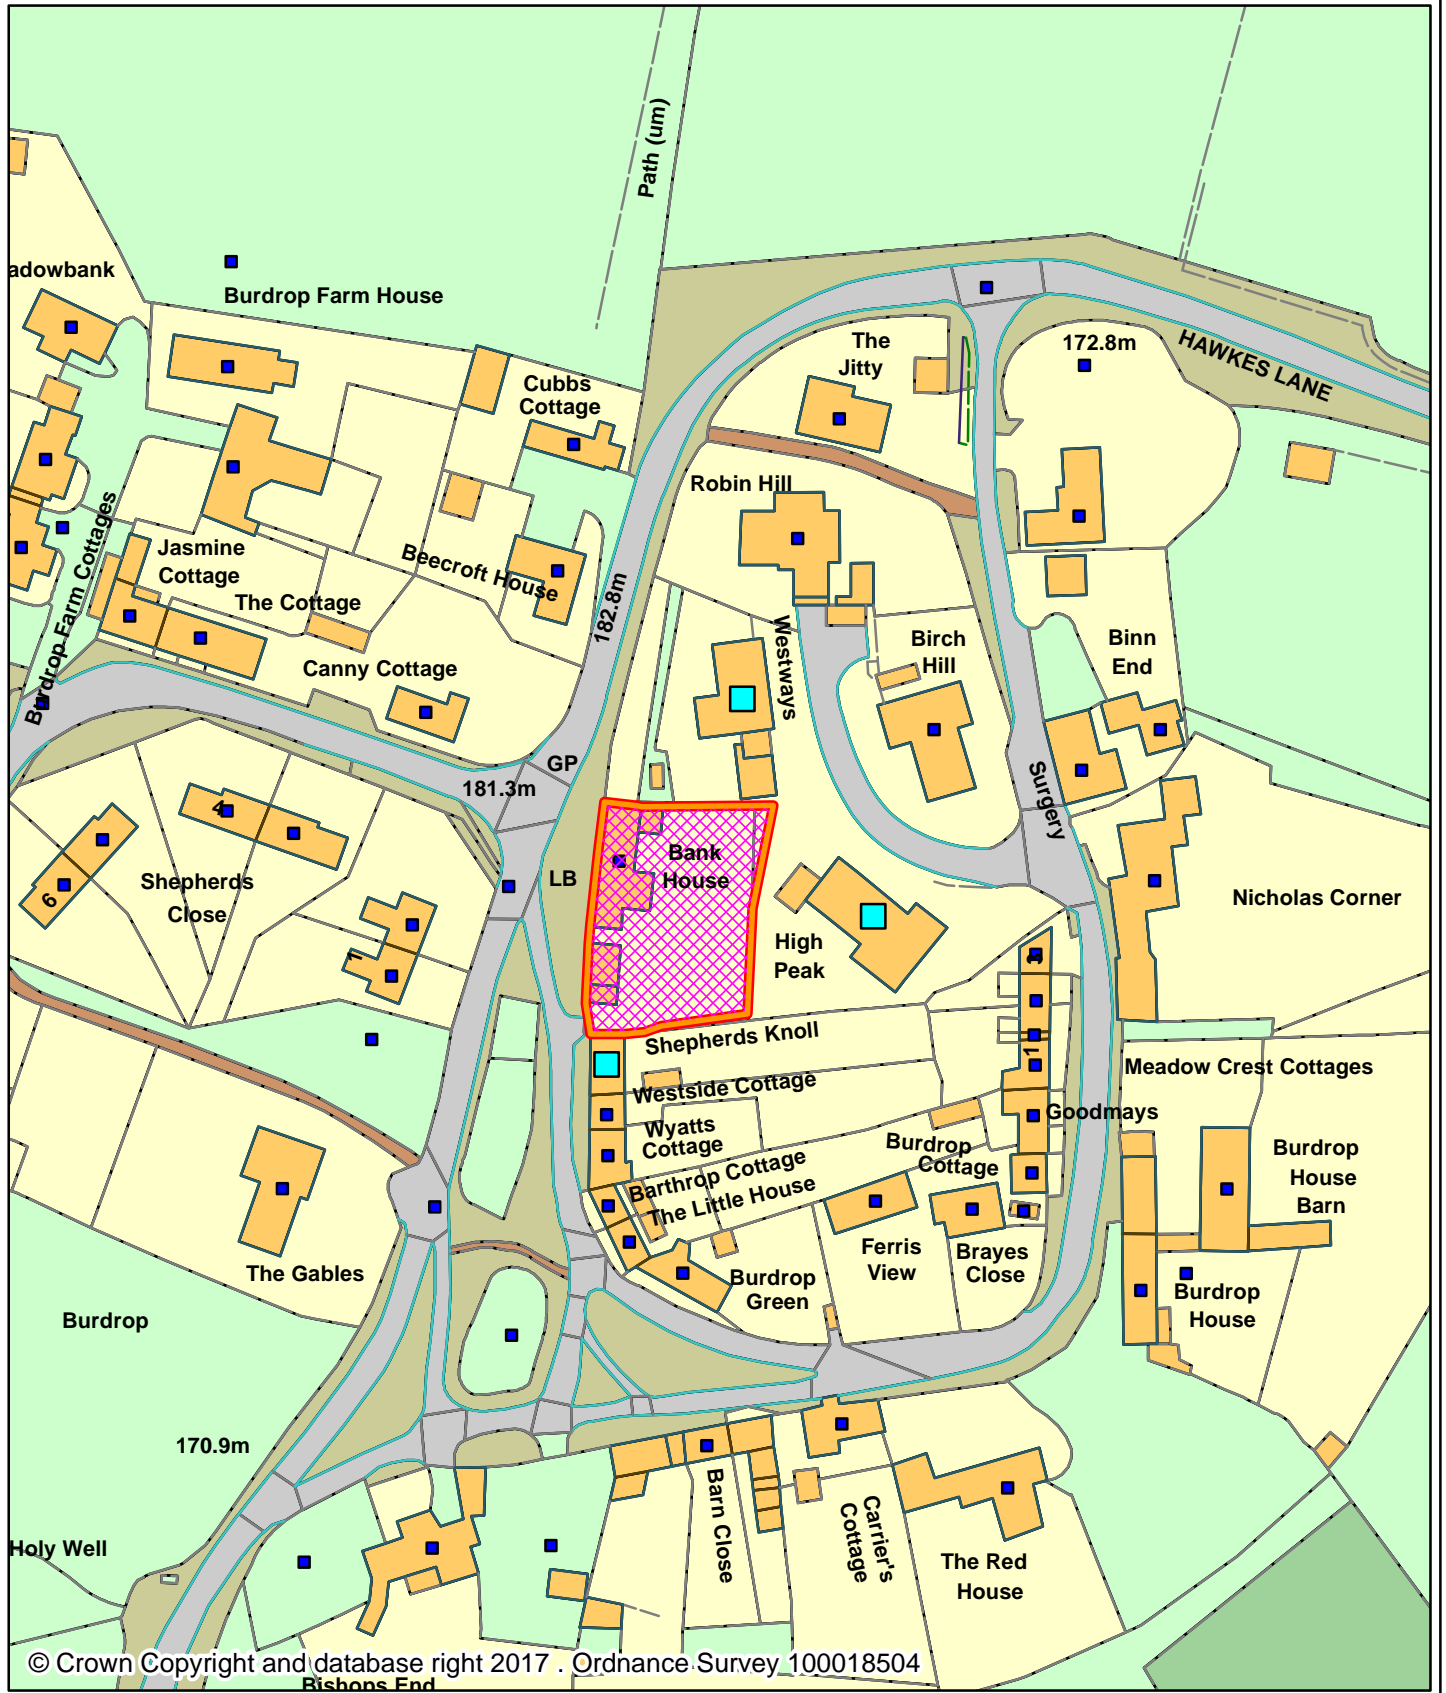 Path (um)
adowbank
Burdrop Farm House
The
Jitty
172.8m
HAWKES LANE
Cubbs
Cottage
Robin Hill
Burdrop Farm Cottages
Jasmine
Cottage
Beecroft House
The Cottage
182.8m
Westways
Birch
Hill
Binn
End
Canny Cottage
GP
181.3m
Surgery
4
6
Shepherds
Close
1
LB
Bank
House
Nicholas Corner
High
Peak
1
Shepherds Knoll
11
Westside Cottage
Meadow Crest Cottages
Goodmays
Wyatts
Cottage
Burdrop
Cottage
Burdrop
House
Barn
Barthrop Cottage
The Little House
The Gables
Ferris
View
Brayes
Close
Burdrop
Green
Burdrop
House
Burdrop
170.9m
Barn Close
Carrier's
Cottage
The Red
House
Holy Well
© Crown Copyright and database right 2017 . Ordnance Survey 100018504
Bishops End